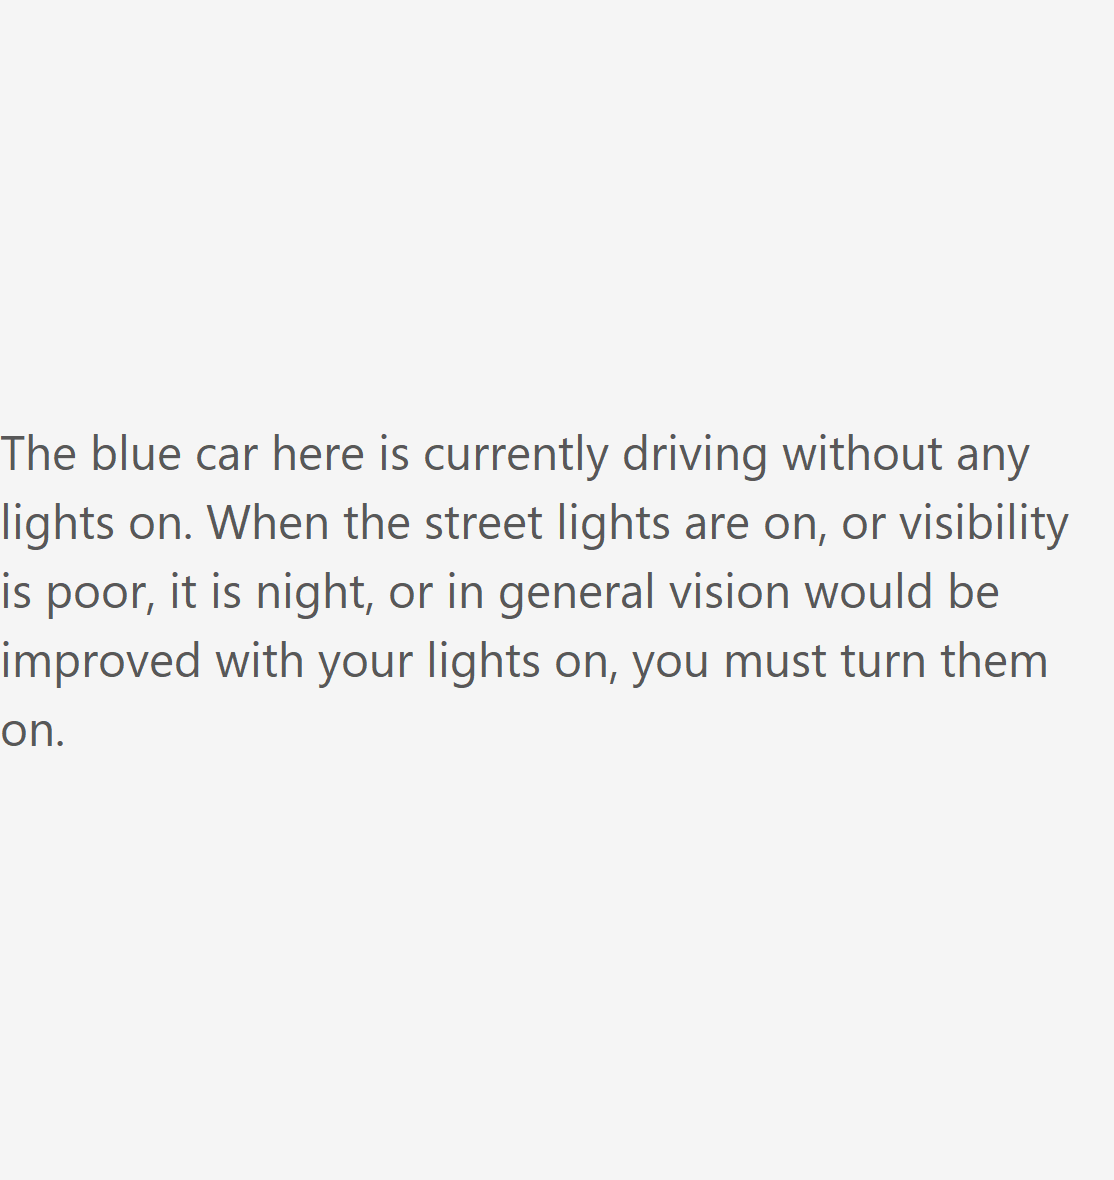 The blue car here is currently driving without any
lights on. When the street lights are on, or visibility
is poor, it is night, or in general vision would be
improved with your lights on, you must turn them
on.